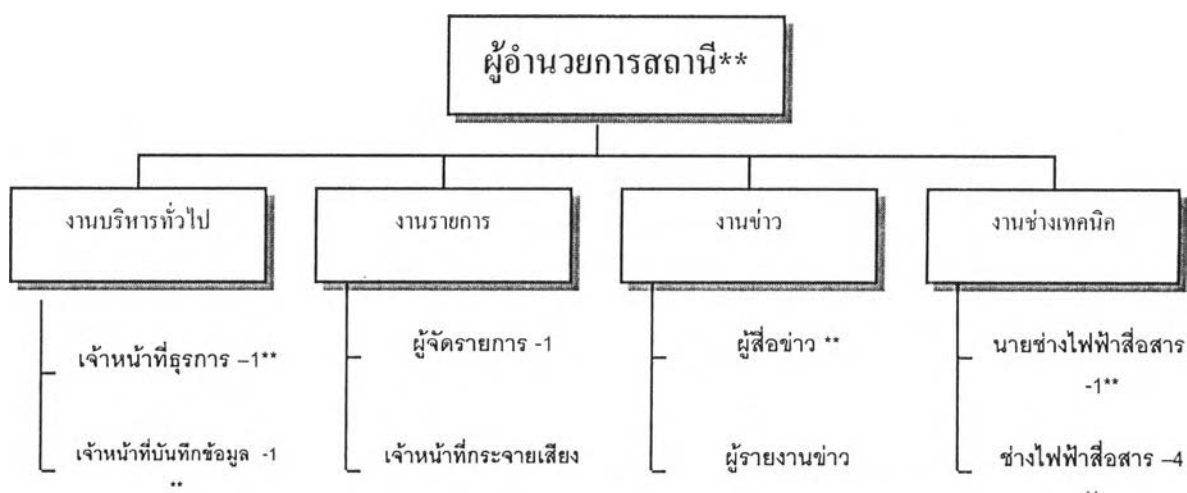 ผู้อำนวยการสถานี**
งานบริหารทั่วไป
งานรายการ
งานข่าว
งานช่างเทคนิค
เจ้าหน้าที่ธุรการ –1**
เจ้าหน้าที่บันทึกข้อมูล -1
**
ผู้จัดรายการ -1
เจ้าหน้าที่กระจายเสียง
ผู้สื่อข่าว **
ผู้รายงานข่าว
นายช่างไฟฟ้าสื่อสาร
-1**
ช่างไฟฟ้าสื่อสาร –4
**